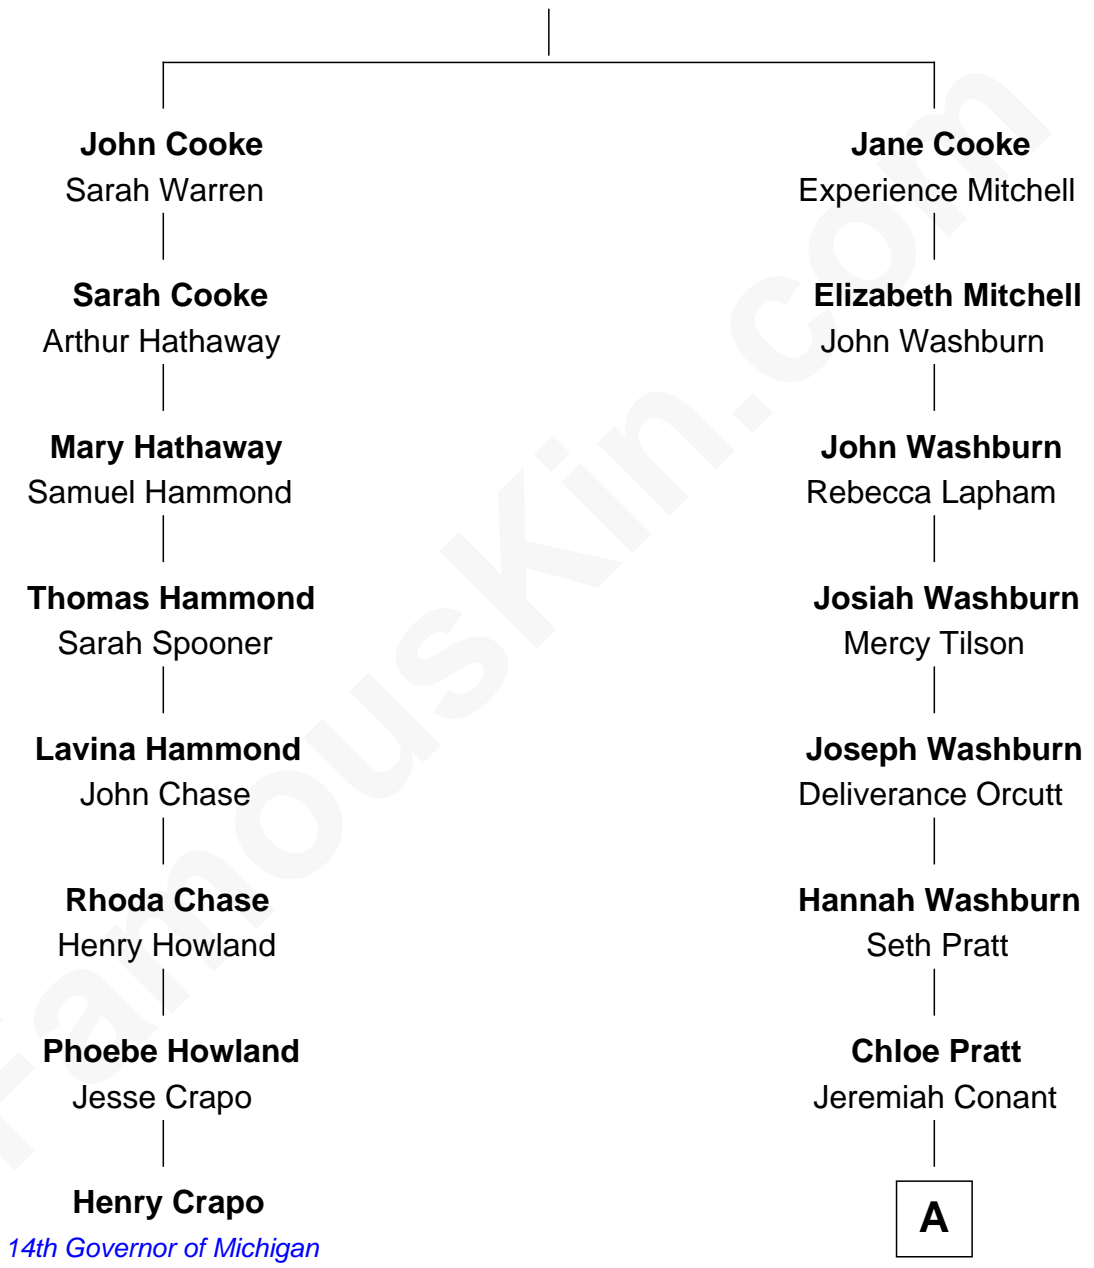 John Cooke
Sarah Warren
Sarah Cooke
Arthur Hathaway
Mary Hathaway
Samuel Hammond
Thomas Hammond
Sarah Spooner
Lavina Hammond
John Chase
Rhoda Chase
Henry Howland
Phoebe Howland
Jesse Crapo
Henry Crapo
14th Governor of Michigan
Jane Cooke
Experience Mitchell
Elizabeth Mitchell
John Washburn
John Washburn
Rebecca Lapham
Josiah Washburn
Mercy Tilson
Joseph Washburn
Deliverance Orcutt
Hannah Washburn
Seth Pratt
Chloe Pratt
Jeremiah Conant
A
FamousKin.com